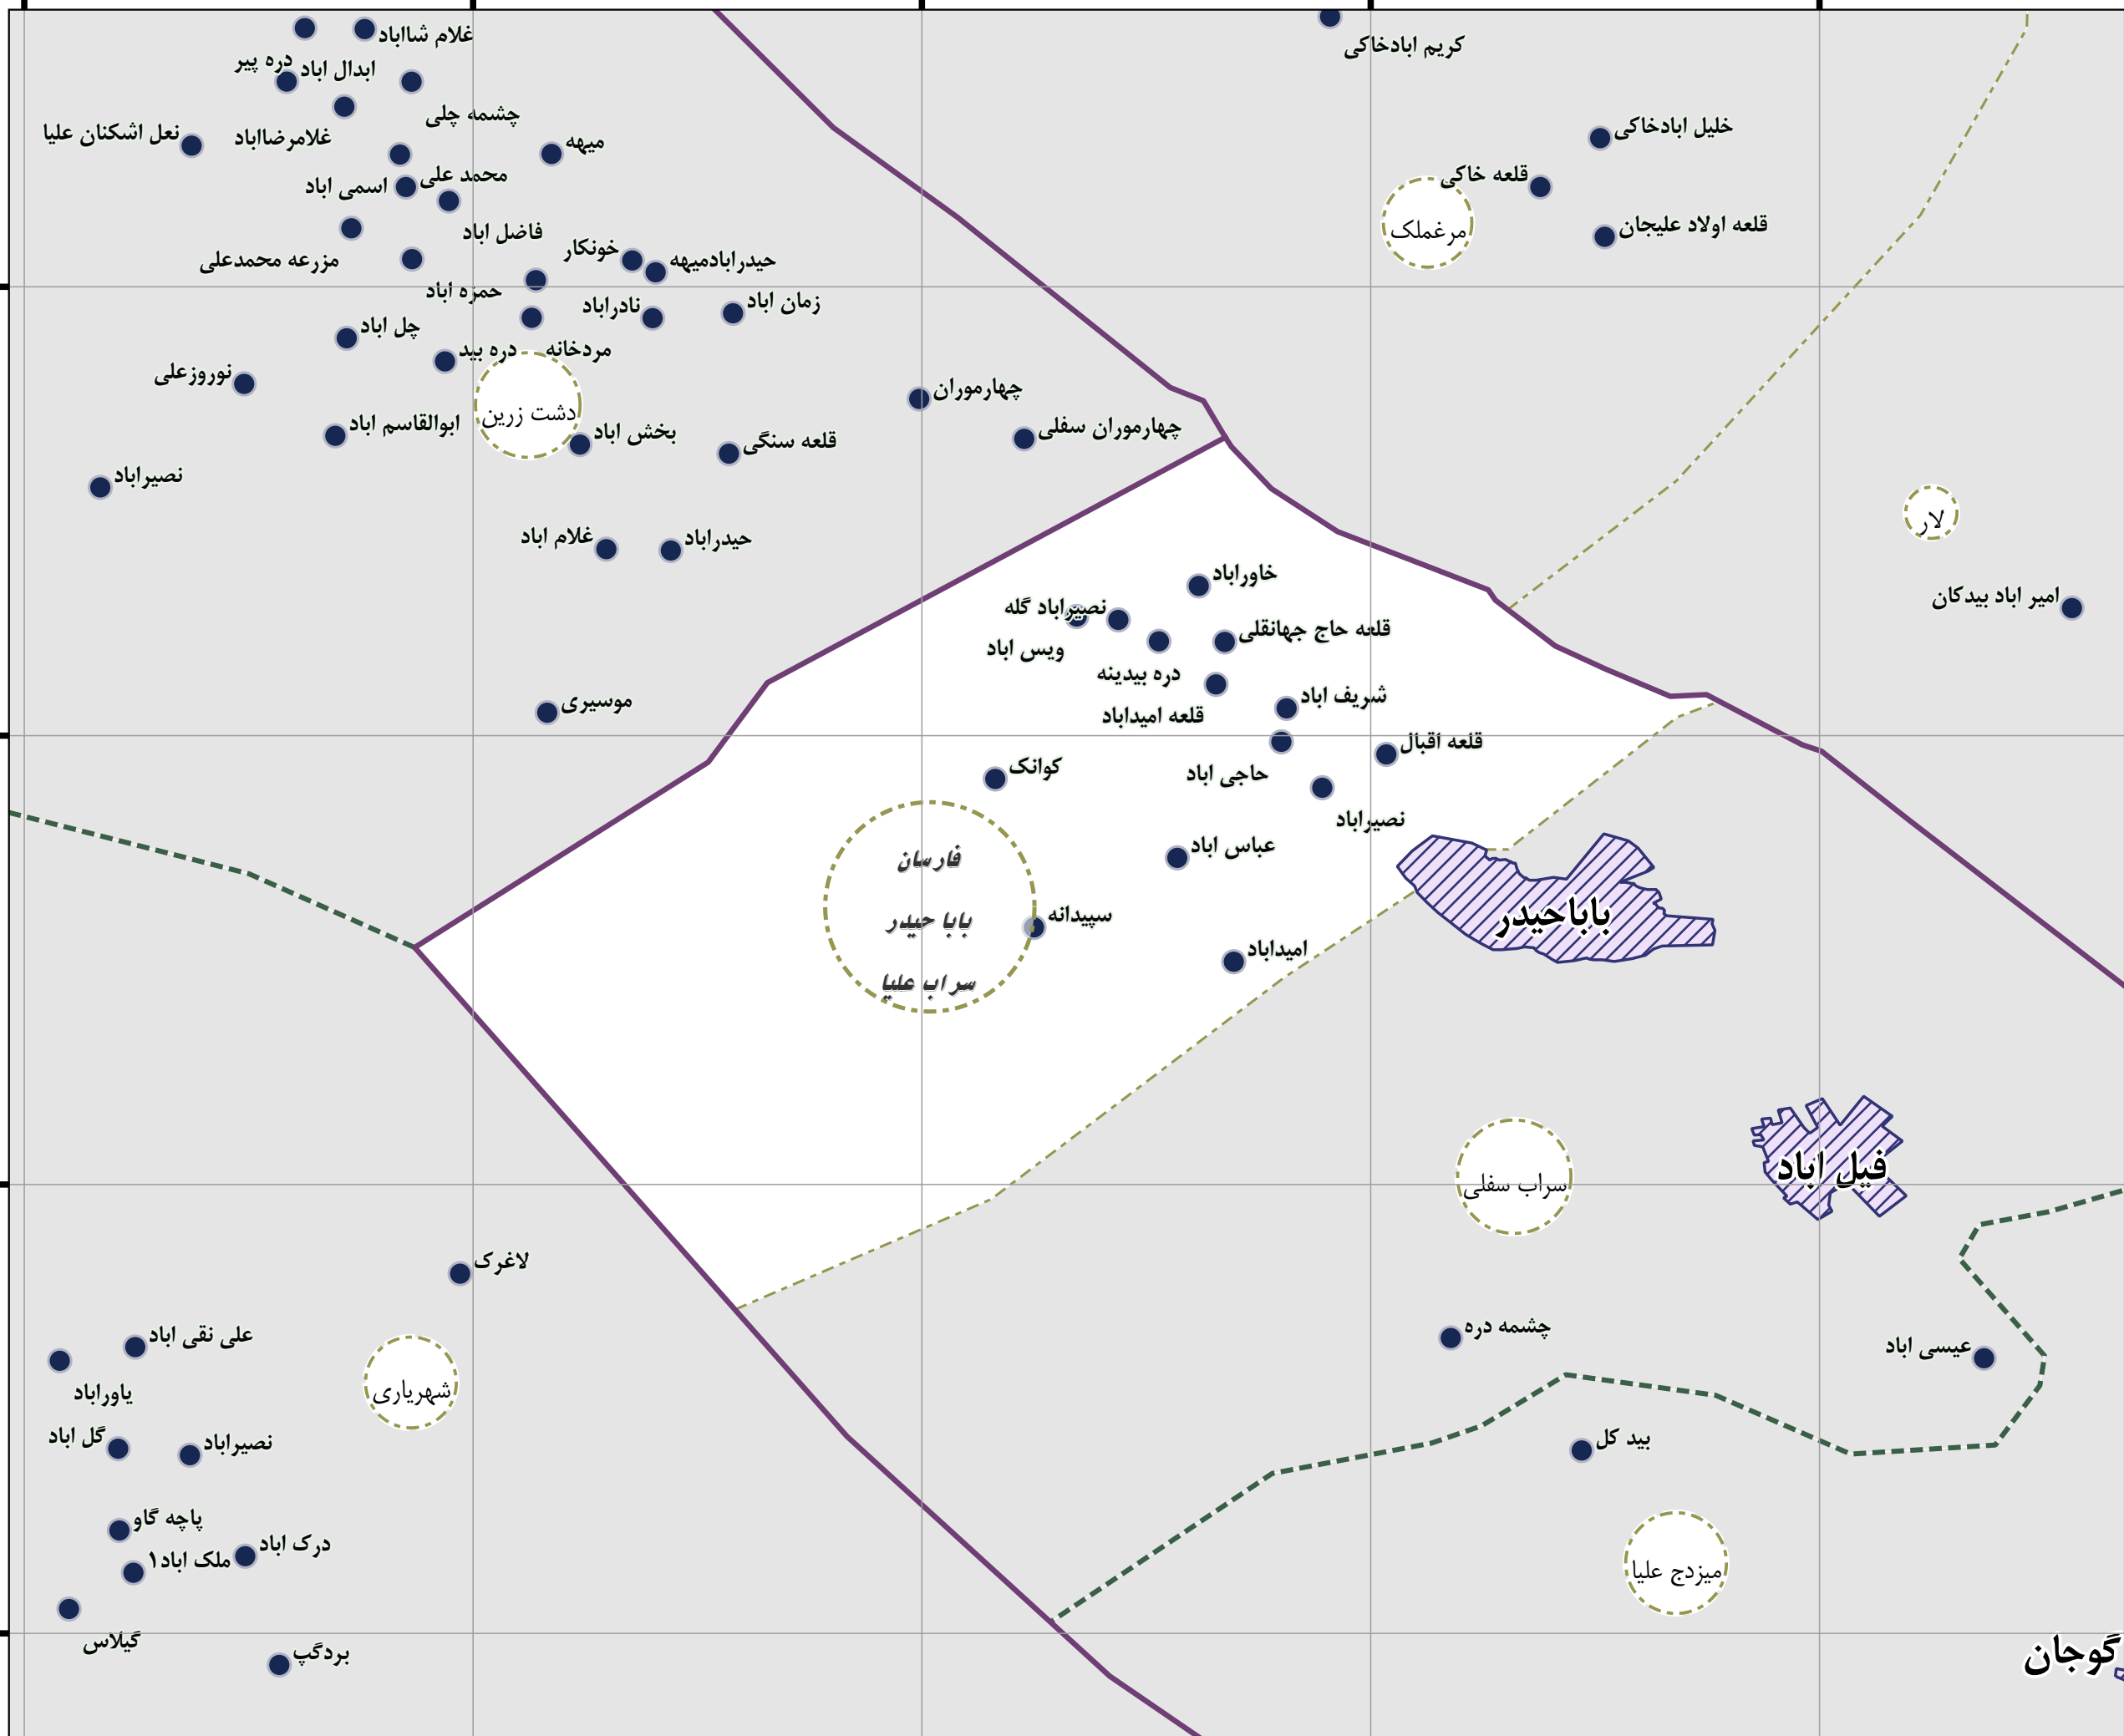 غلام شااباد
کریم ابادخاکی
دره پیر
ابدال اباد
چشمه چلی
خلیل ابادخاکی
نعل اشکنان علیا
غلامرضااباد
میهه
محمد علی
اسمی اباد
قلعه خاکی
مرغملک
قلعه اولاد علیجان
فاضل اباد
خونکار
حیدرابادمیهه
مزرعه محمدعلی
حمزه اباد
نادراباد
زمان اباد
چل اباد
دره بید
مردخانه
نوروزعلی
چهارموران
دشت زرین
ابوالقاسم اباد
بخش اباد
قلعه سنگی
چهارموران سفلی
نصیراباد
لار
غلام اباد
حیدراباد
خاوراباد
امیر اباد بیدکان
نصیراباد گله
قلعه حاج جهانقلی
ویس اباد
دره بیدینه
شریف اباد
موسیری
قلعه امیداباد
قلعه اقبال
حاجی اباد
کوانک
نصیراباد
عباس اباد
فارسان
بابا حیدر
سراب علیا
سپیدانه
باباحیدر
امیداباد
فیل اباد
سراب سفلی
لاغرک
علی نقی اباد
چشمه دره
عیسی اباد
یاوراباد
شهریاری
گل اباد
نصیراباد
بید کل
پاچه گاو
درک اباد
ملک اباد۱
میزدج علیا
گیلاس
بردگپ
گوجان